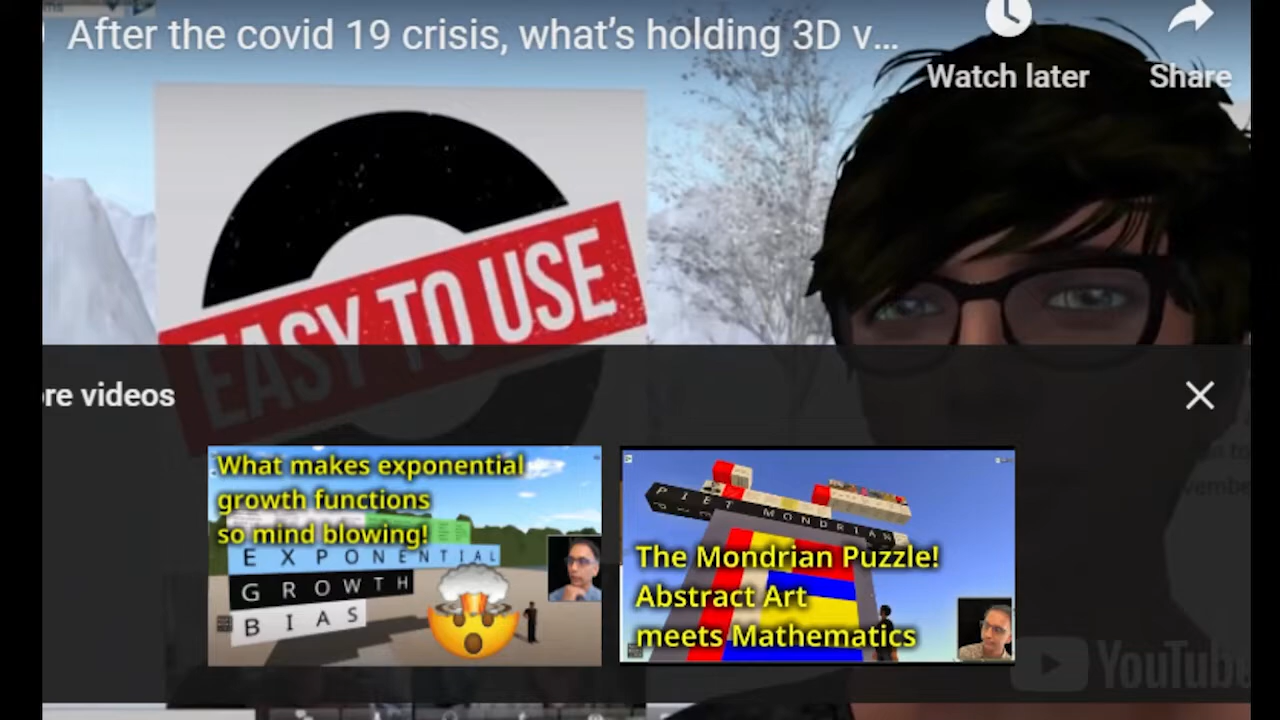 After the covid 19 crisis, what's holding 3D v...
Watch later
Share
EASY TO USE
re videos
What makes exponential
growth functions
so mind blowing!
EXPONENTIAL
GROWTH
BIAS
PIET MONDRIAN
The Mondrian Puzzle!
Abstract Art
meets Mathematics
YouTube